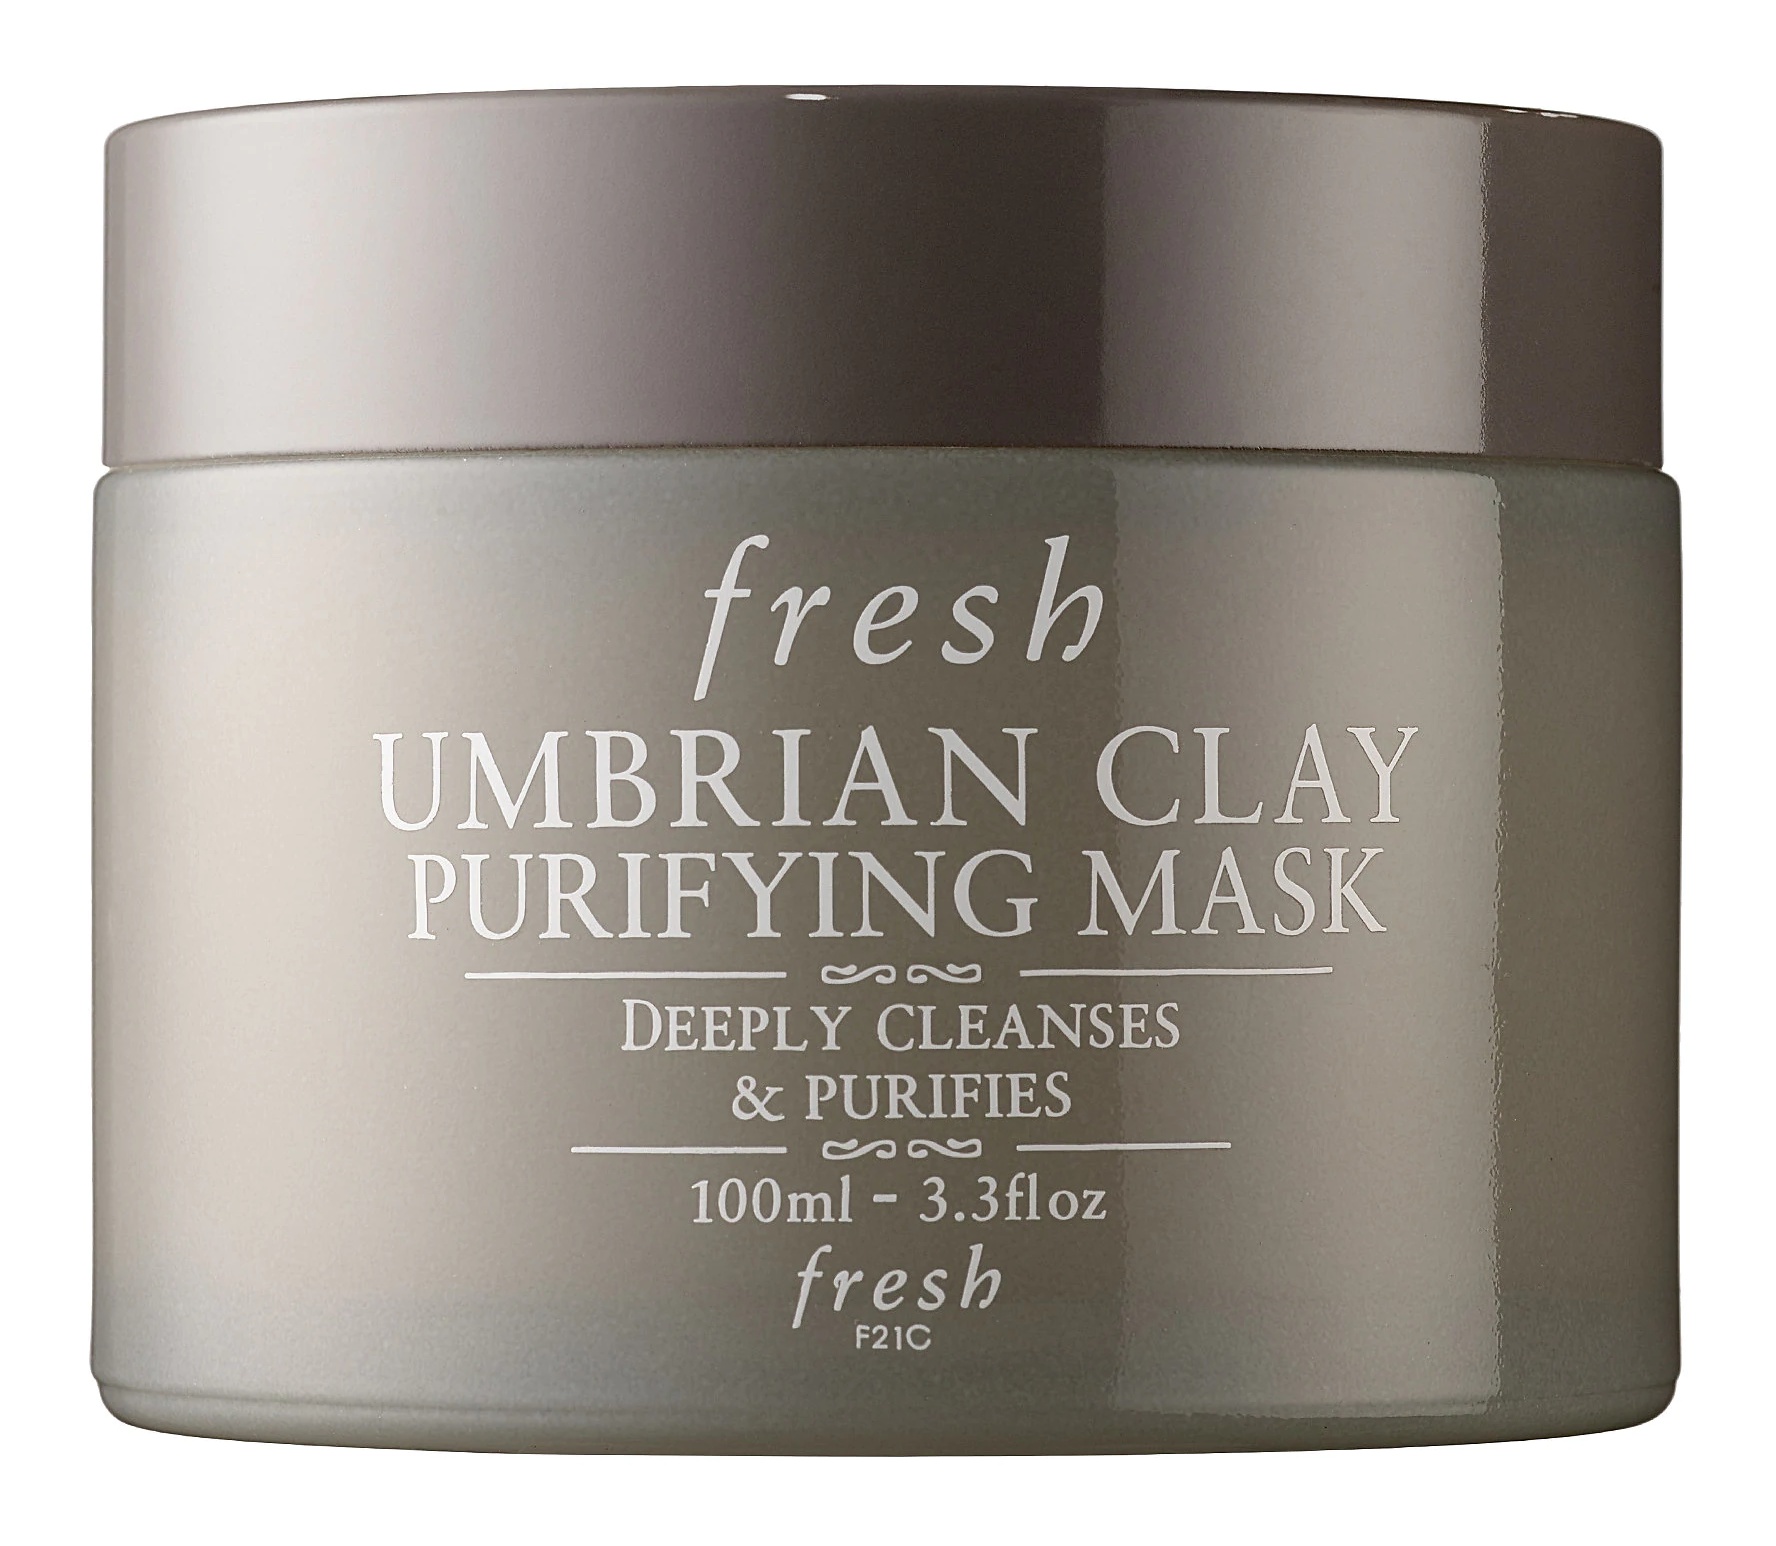 fresh
UMBRIAN CLAY
PURIFYING MASK
DEEPLY CLEANSES
& PURIFIES
100ml - 3.3fl oz
fresh
F21C